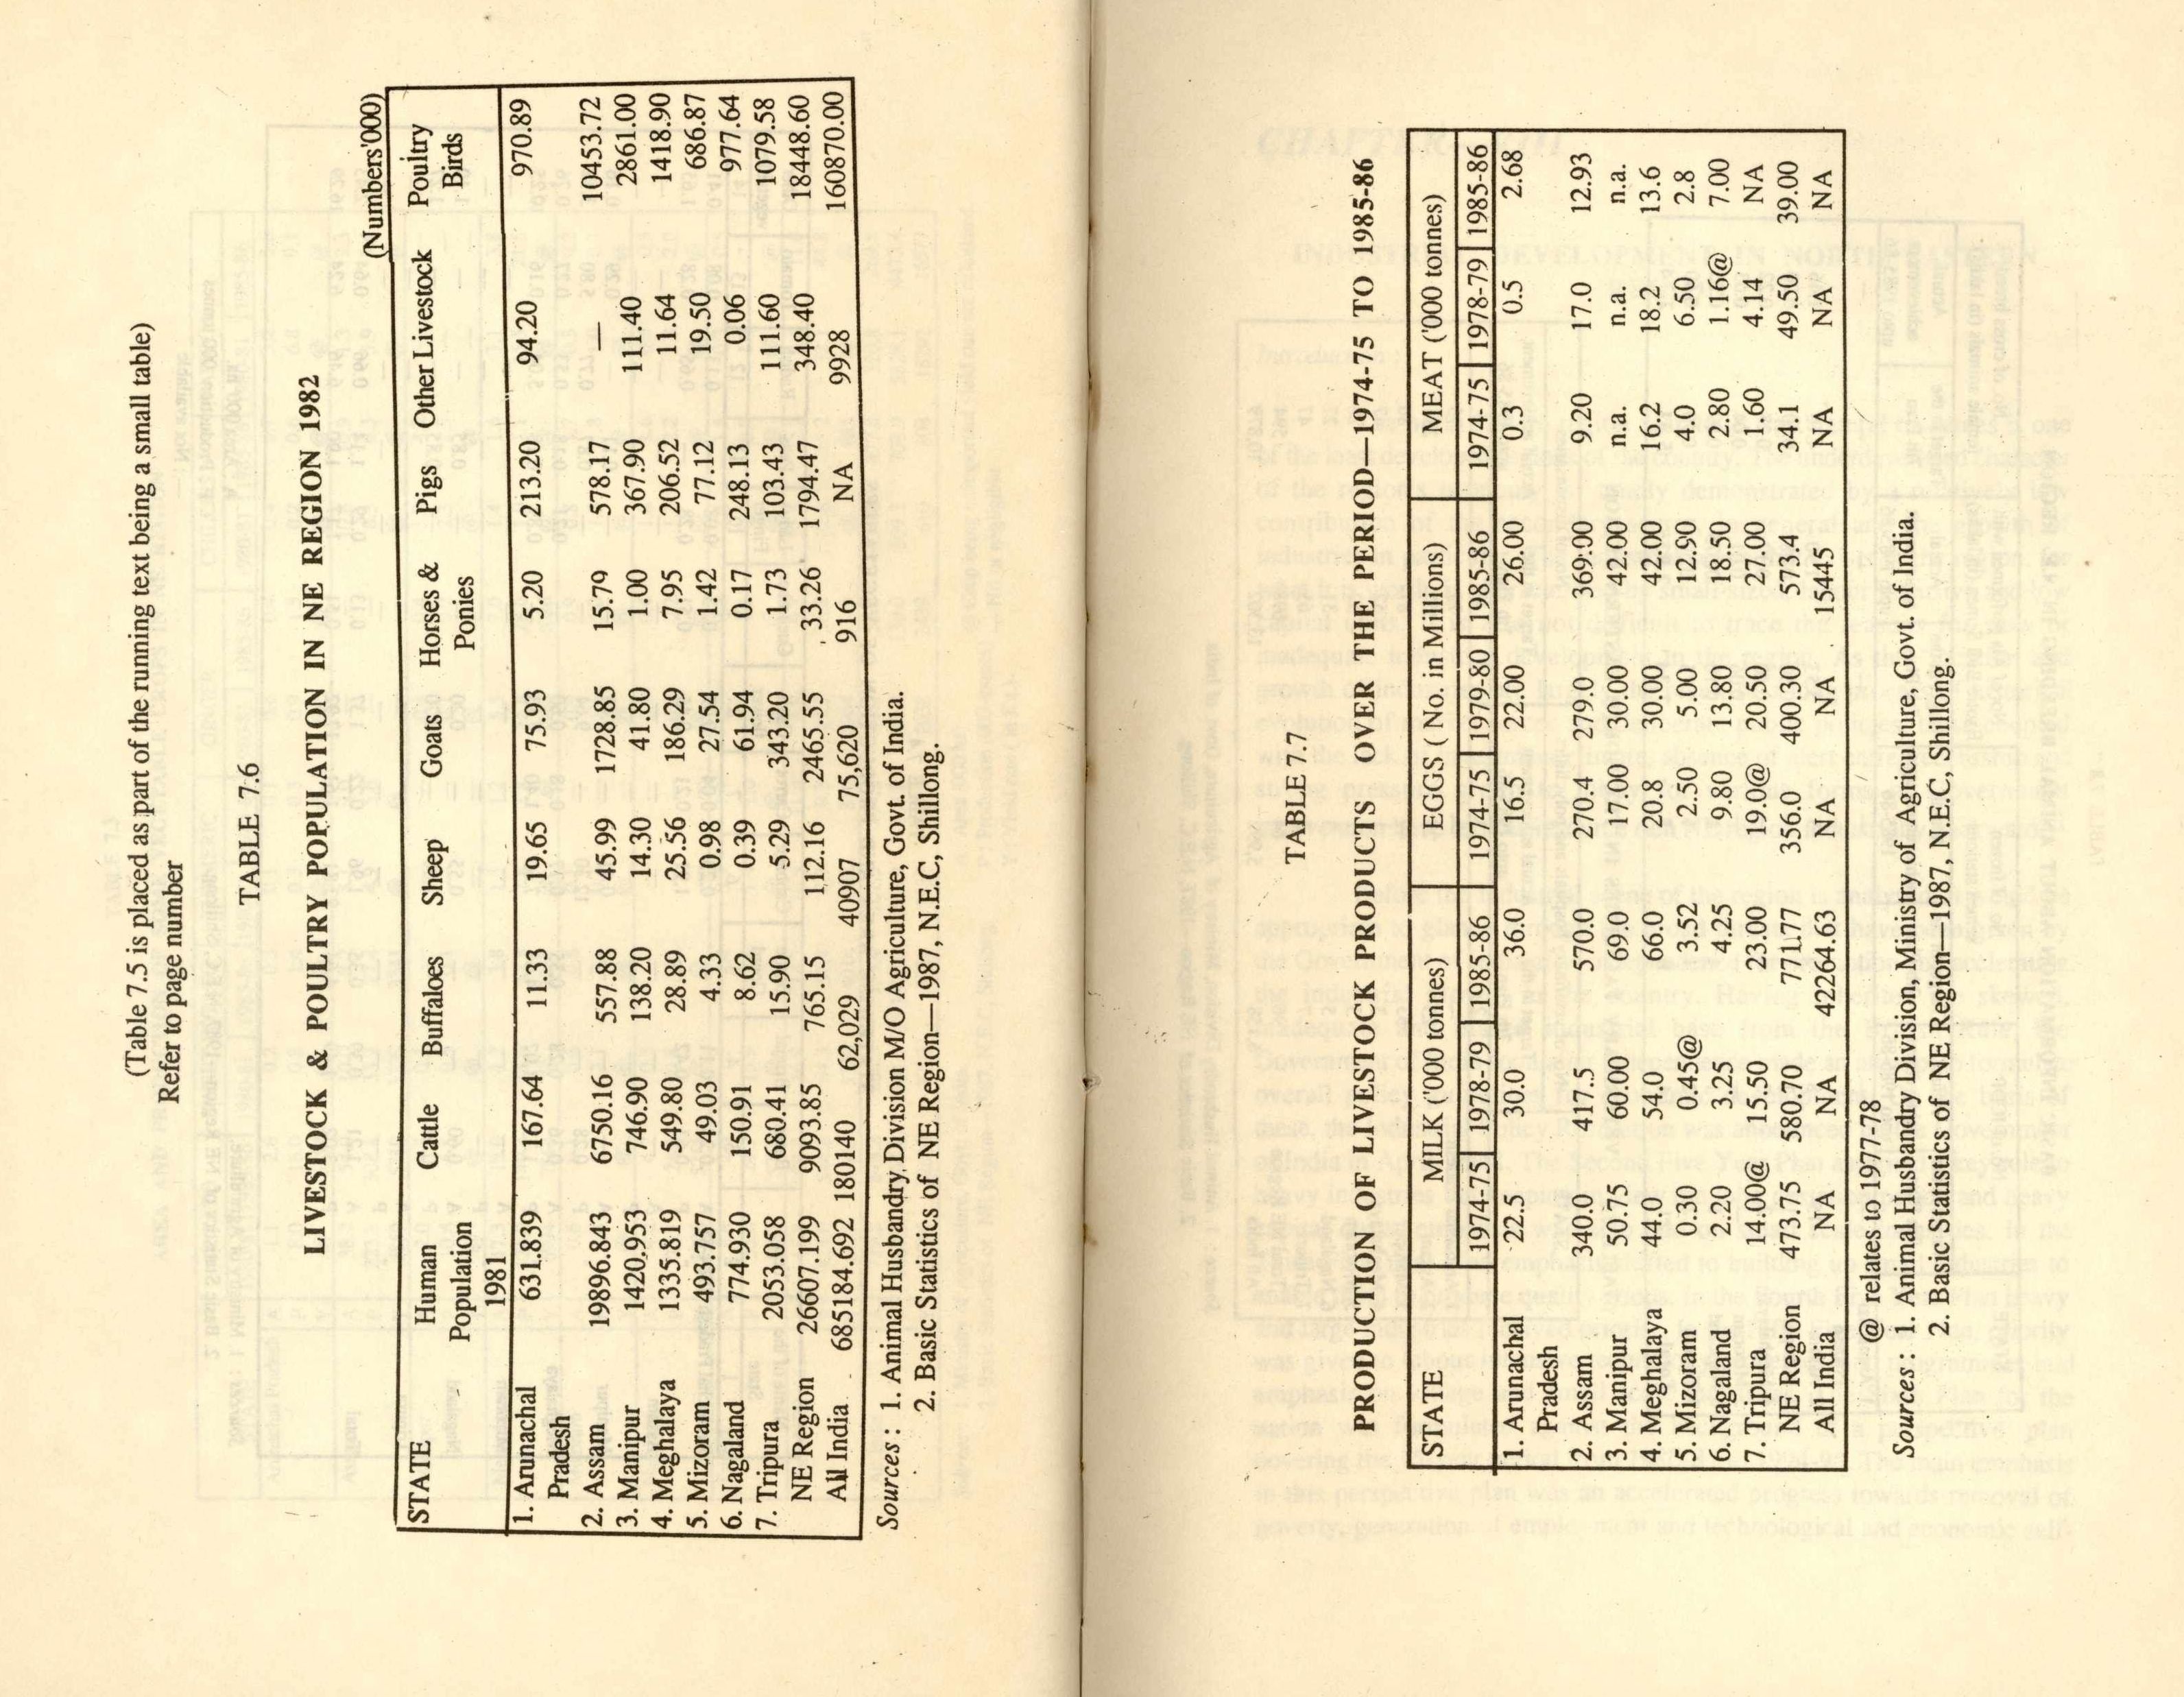 (Table 7.5 is placed as part of the running text being a small table)
Refer to page number
TABLE 7.6
LIVESTOCK & POULTRY POPULATION IN NE REGION 1982
(Numbers'000)
STATE Human Cattle Buffaloes Sheep Goats Horses & Pigs Other Livestock Poultry
Population Ponies Birds
1981
1. Arunachal 631.839 167.64 11.33 19.65 75.93 5.20 213.20 94.20 970.89
Pradesh
2. Assam 19896.843 6750.16 557.88 45.99 1728.85 15.79 578.17 — 10453.72
3. Manipur 1420.953 746.90 138.20 14.30 41.80 1.00 367.90 111.40 2861.00
4. Meghalaya 1335.819 549.80 28.89 25.56 186.29 7.95 206.52 11.64 1418.90
5. Mizoram 493.757 49.03 4.33 0.98 27.54 1.42 77.12 19.50 686.87
6. Nagaland 774.930 150.91 8.62 0.39 61.94 0.17 248.13 0.06 977.64
7. Tripura 2053.058 680.41 15.90 5.29 343.20 1.73 103.43 111.60 1079.58
NE Region 26607.199 9093.85 765.15 112.16 2465.55 33.26 1794.47 348.40 18448.60
All India 685184.692 180140 62,029 40907 75,620 916 NA 9928 160870.00
Sources : 1. Animal Husbandry Division M/O Agriculture, Govt. of India.
2. Basic Statistics of NE Region—1987, N.E.C, Shillong.
TABLE 7.7
PRODUCTION OF LIVESTOCK PRODUCTS OVER THE PERIOD—1974-75 TO 1985-86
STATE MILK ('000 tonnes) EGGS ( No. in Millions) MEAT ('000 tonnes)
1974-75 1978-79 1985-86 1974-75 1979-80 1985-86 1974-75 1978-79 1985-86
1. Arunachal 22.5 30.0 36.0 16.5 22.00 26.00 0.3 0.5 2.68
Pradesh
2. Assam 340.0 417.5 570.0 270.4 279.0 369.00 9.20 17.0 12.93
3. Manipur 50.75 60.00 69.0 17.00 30.00 42.00 n.a. n.a. n.a.
4. Meghalaya 44.0 54.0 66.0 20.8 30.00 42.00 16.2 18.2 13.6
5. Mizoram 0.30 0.45@ 3.52 2.50 5.00 12.90 4.0 6.50 2.8
6. Nagaland 2.20 3.25 4.25 9.80 13.80 18.50 2.80 1.16@ 7.00
7. Tripura 14.00@ 15.50 23.00 19.0@ 20.50 27.00 1.60 4.14 NA
NE Region 473.75 580.70 771.77 356.0 400.30 573.4 34.1 49.50 39.00
All India NA NA 42264.63 NA NA 15445 NA NA NA
@ relates to 1977-78
Sources : 1. Animal Husbandry Division, Ministry of Agriculture, Govt. of India.
2. Basic Statistics of NE Region—1987, N.E.C, Shillong.